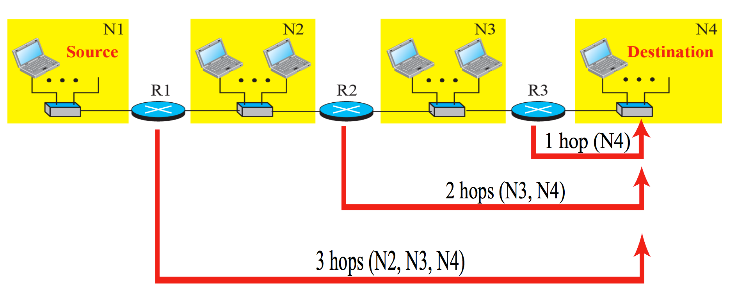 N1
N2
N3
N4
Source
Destination
R1
R2
R3
1 hop (N4)
2 hops (N3, N4)
3 hops (N2, N3, N4)